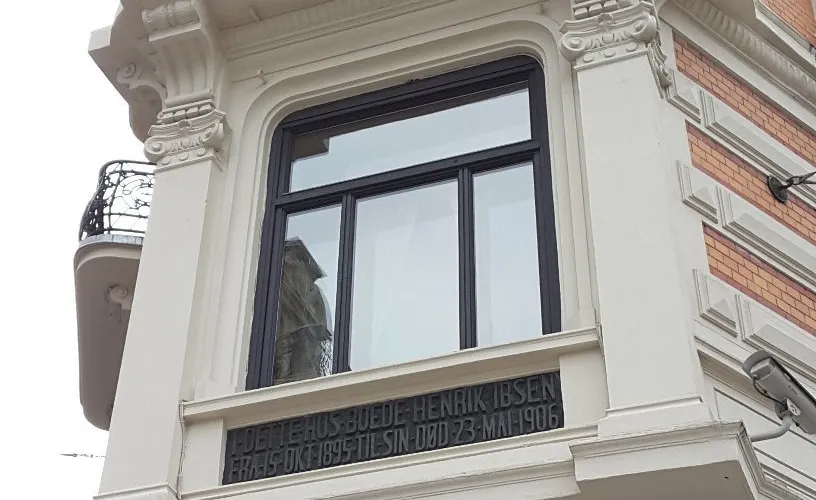 I·DETTE·HUS·BOEDE·HENRIK IBSEN
FRA·15·OKT·1895·TIL·SIN·DØD·23·MAI·1906